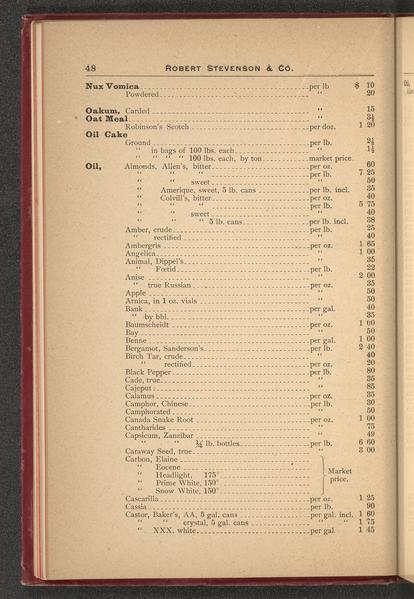 48 ROBERT STEVENSON & CO.
Nux Vomica per lb $ 10
Powdered " 20
Oakum, Carded " 15
Oat Meal " 3½
Robinson's Scotch per doz. 1 20
Oil Cake
Ground per lb. 2½
" in bags of 100 lbs. each " 1½
" " " " 100 lbs. each, by ton market price.
Oil, Almonds, Allen's, bitter per oz. 60
" " " per lb. 7 25
" " sweet " 50
" Amerique, sweet, 5 lb. cans per lb. incl. 35
" Colvill's, bitter per oz. 40
" " " per lb. 5 75
" " sweet " 40
" " " 5 lb. cans per lb. incl. 38
Amber, crude per lb. 25
" rectified " 40
Ambergris per oz. 1 65
Angelica " 1 00
Animal, Dippel's " 35
" Fœtid per lb. 22
Anise " 2 00
" true Russian per oz. 35
Apple " 50
Arnica, in 1 oz. vials " 50
Bank per gal. 40
" by bbl. " 35
Baumscheidt per oz. 1 00
Bay " 50
Benne per gal. 1 00
Bergamot, Sanderson's per lb. 2 40
Birch Tar, crude " 40
" rectified per oz. 20
Black Pepper per lb. 80
Cade, true " 35
Cajeput " 85
Calamus per oz. 35
Camphor, Chinese per lb. 30
Camphorated " 50
Canada Snake Root per oz. 1 00
Cantharides " 75
Capsicum, Zanzibar " 49
" " ¼ lb. bottles per lb. 6 60
Caraway Seed, true " 3 00
Carbon, Elaine
" Eocene
" Headlight, 175° Market
" Prime White, 150° price.
" Snow White, 150°
Cascarilla per oz. 1 25
Cassia per lb. 90
Castor, Baker's, AA, 5 gal. cans per gal. incl. 1 60
" " crystal, 5 gal. cans " " 1 75
" XXX. white per gal. 1 45